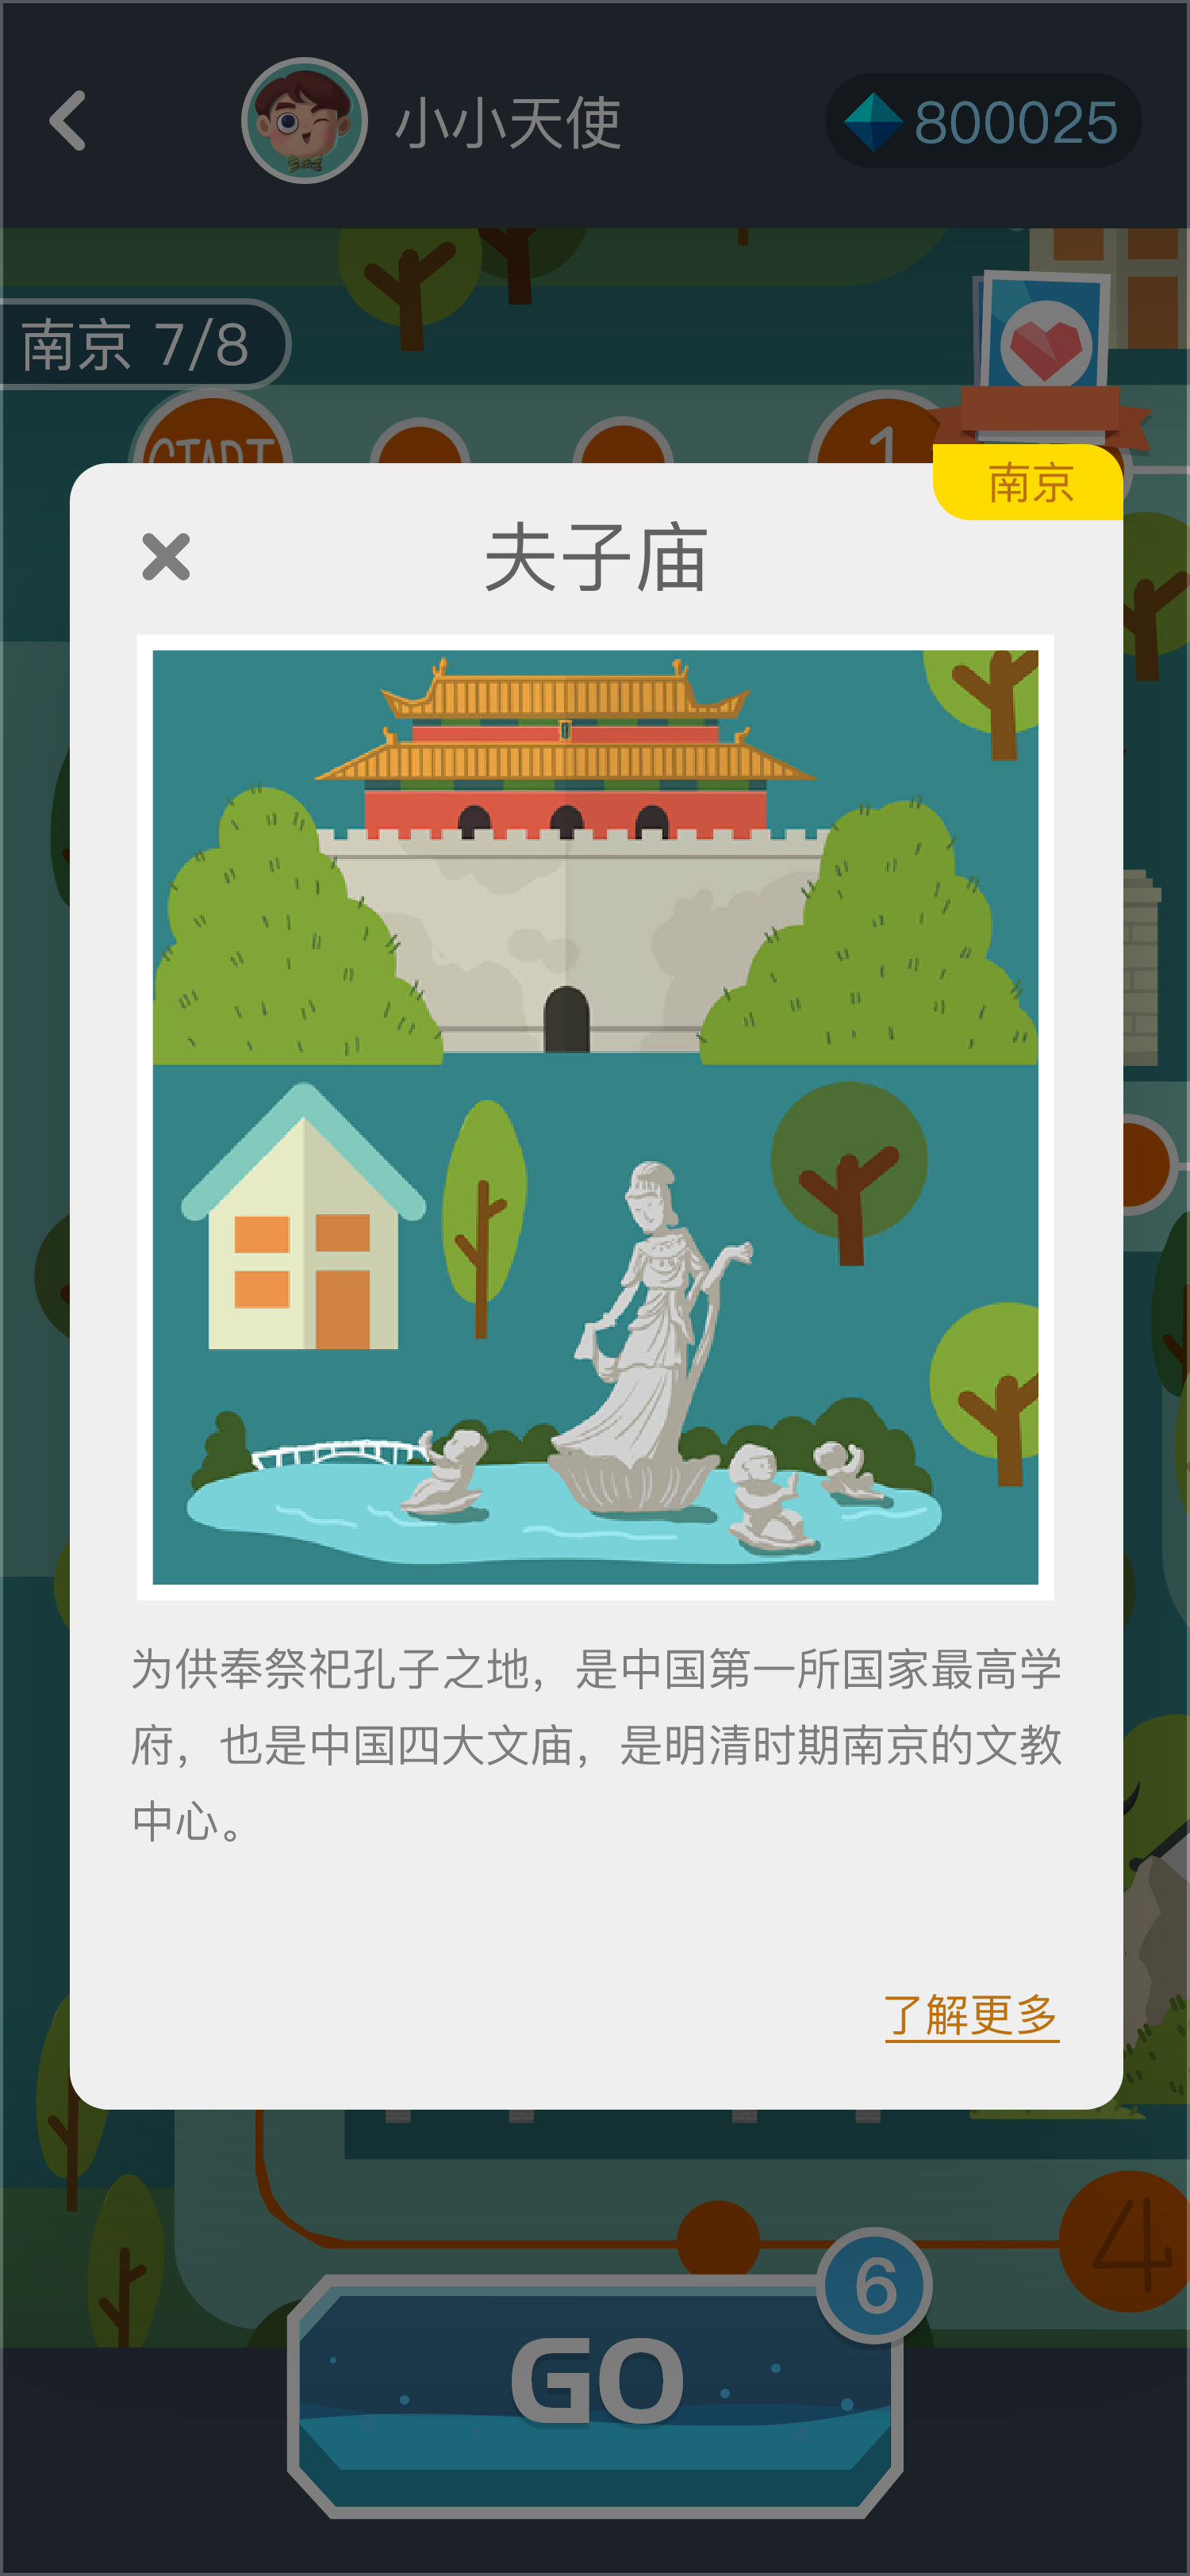 小小天使
800025
南京 7/8
START
1
南京
夫子庙
为供奉祭祀孔子之地，是中国第一所国家最高学
府，也是中国四大文庙，是明清时期南京的文教
中心。
了解更多
4
6
GO